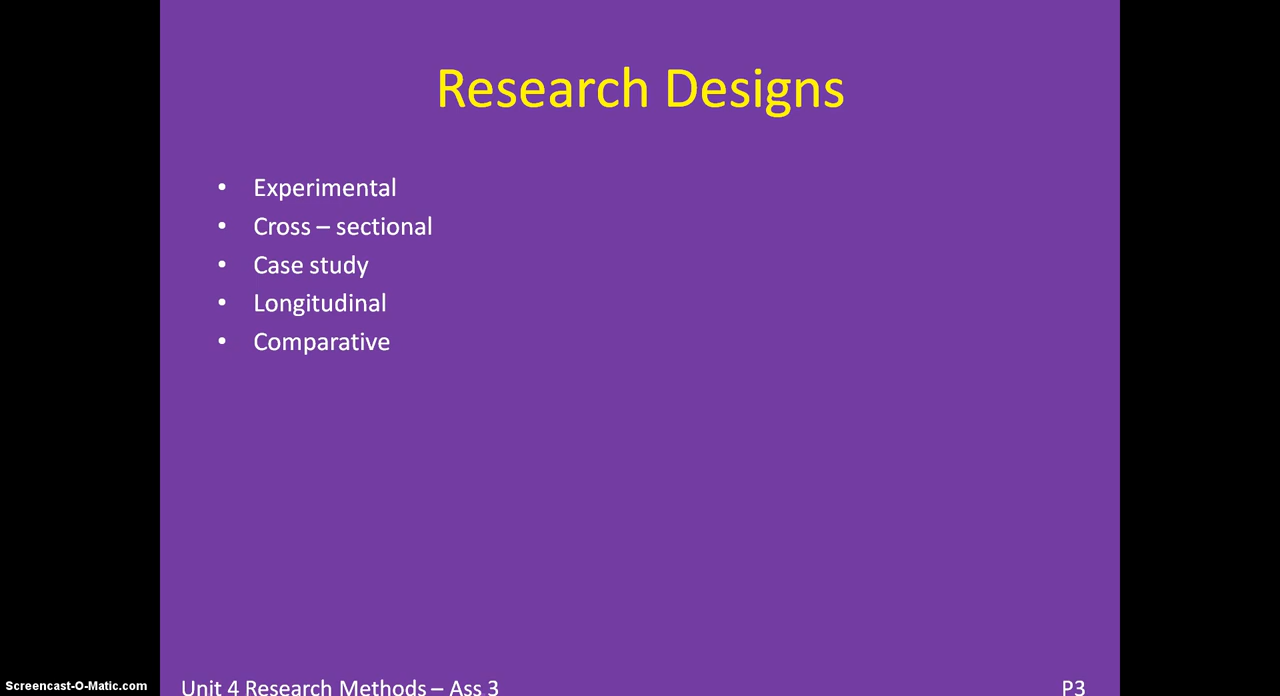 Research Designs
• Experimental
• Cross – sectional
• Case study
• Longitudinal
• Comparative
Unit 4 Research Methods – Ass 3
P3
Screencast-O-Matic.com